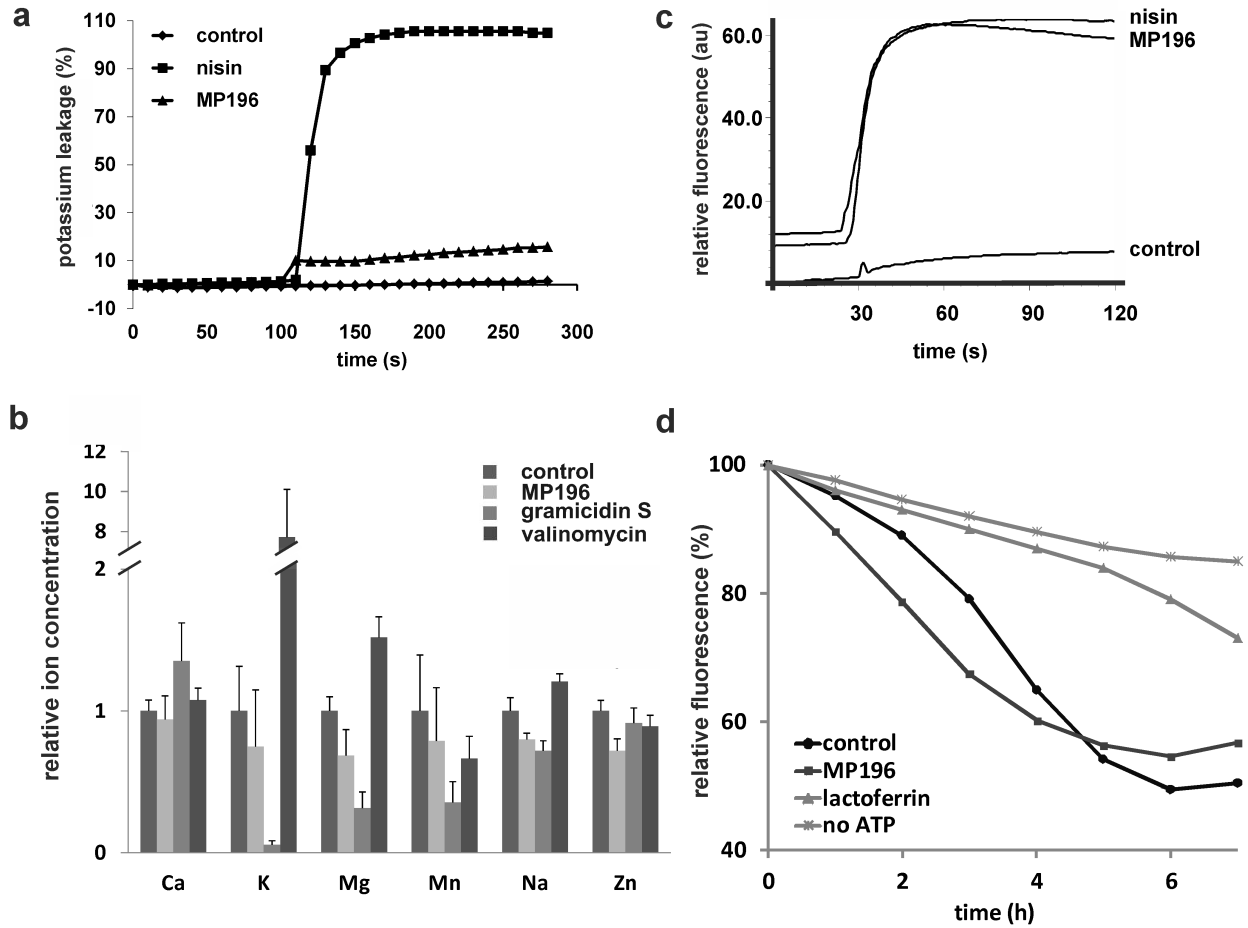 a
potassium leakage (%)
110
90
70
50
30
10
-10
control
nisin
MP196
0 50 100 150 200 250 300
time (s)
c
relative fluorescence (au)
60.0
40.0
20.0
nisin
MP196
control
30 60 90 120
time (s)
b
relative ion concentration
12
10
8
2
1
0
control
MP196
gramicidin S
valinomycin
Ca K Mg Mn Na Zn
d
relative fluorescence (%)
100
80
60
40
control
MP196
lactoferrin
no ATP
0 2 4 6
time (h)